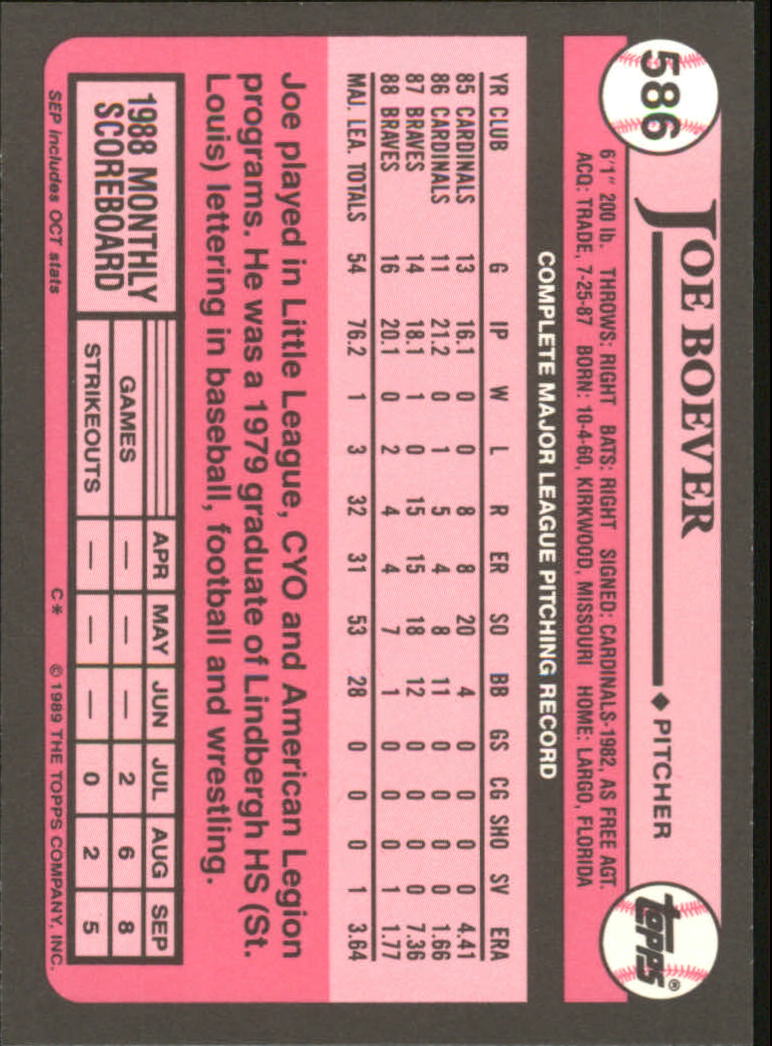 586
JOE BOEVER
◆ PITCHER
TOPPS®
6'1" 200 lb. THROWS: RIGHT BATS: RIGHT SIGNED: CARDINALS-1982, AS FREE AGT.
ACQ: TRADE, 7-25-87 BORN: 10-4-60, KIRKWOOD, MISSOURI HOME: LARGO, FLORIDA
COMPLETE MAJOR LEAGUE PITCHING RECORD
YR CLUB G IP W L R ER SO BB GS CG SHO SV ERA
85 CARDINALS 13 16.1 0 0 8 8 20 4 0 0 0 0 4.41
86 CARDINALS 11 21.2 0 1 5 4 8 11 0 0 0 0 1.66
87 BRAVES 14 18.1 1 0 15 15 18 12 0 0 0 0 7.36
88 BRAVES 16 20.1 0 2 4 4 7 1 0 0 0 1 1.77
MAJ. LEA. TOTALS 54 76.2 1 3 32 31 53 28 0 0 0 1 3.64
Joe played in Little League, CYO and American Legion
programs. He was a 1979 graduate of Lindbergh HS (St.
Louis) lettering in baseball, football and wrestling.
1988 MONTHLY
SCOREBOARD
APR MAY JUN JUL AUG SEP
GAMES — — — 2 6 8
STRIKEOUTS — — — 0 2 5
SEP includes OCT stats C* © 1989 THE TOPPS COMPANY, INC.